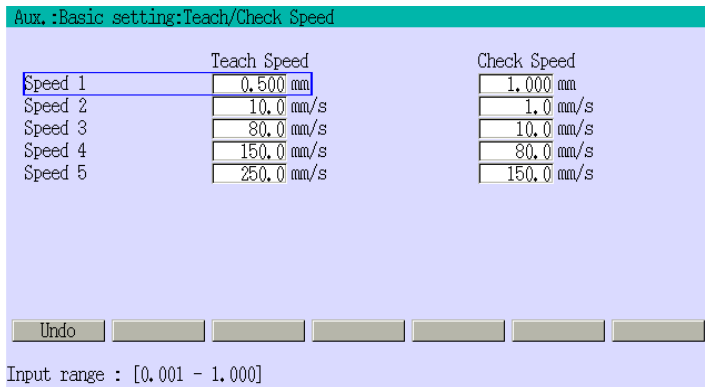 Aux.:Basic setting:Teach/Check Speed
Teach Speed Check Speed
Speed 1 0.500 mm 1.000 mm
Speed 2 10.0 mm/s 1.0 mm/s
Speed 3 80.0 mm/s 10.0 mm/s
Speed 4 150.0 mm/s 80.0 mm/s
Speed 5 250.0 mm/s 150.0 mm/s
Undo
Input range : [0.001 - 1.000]